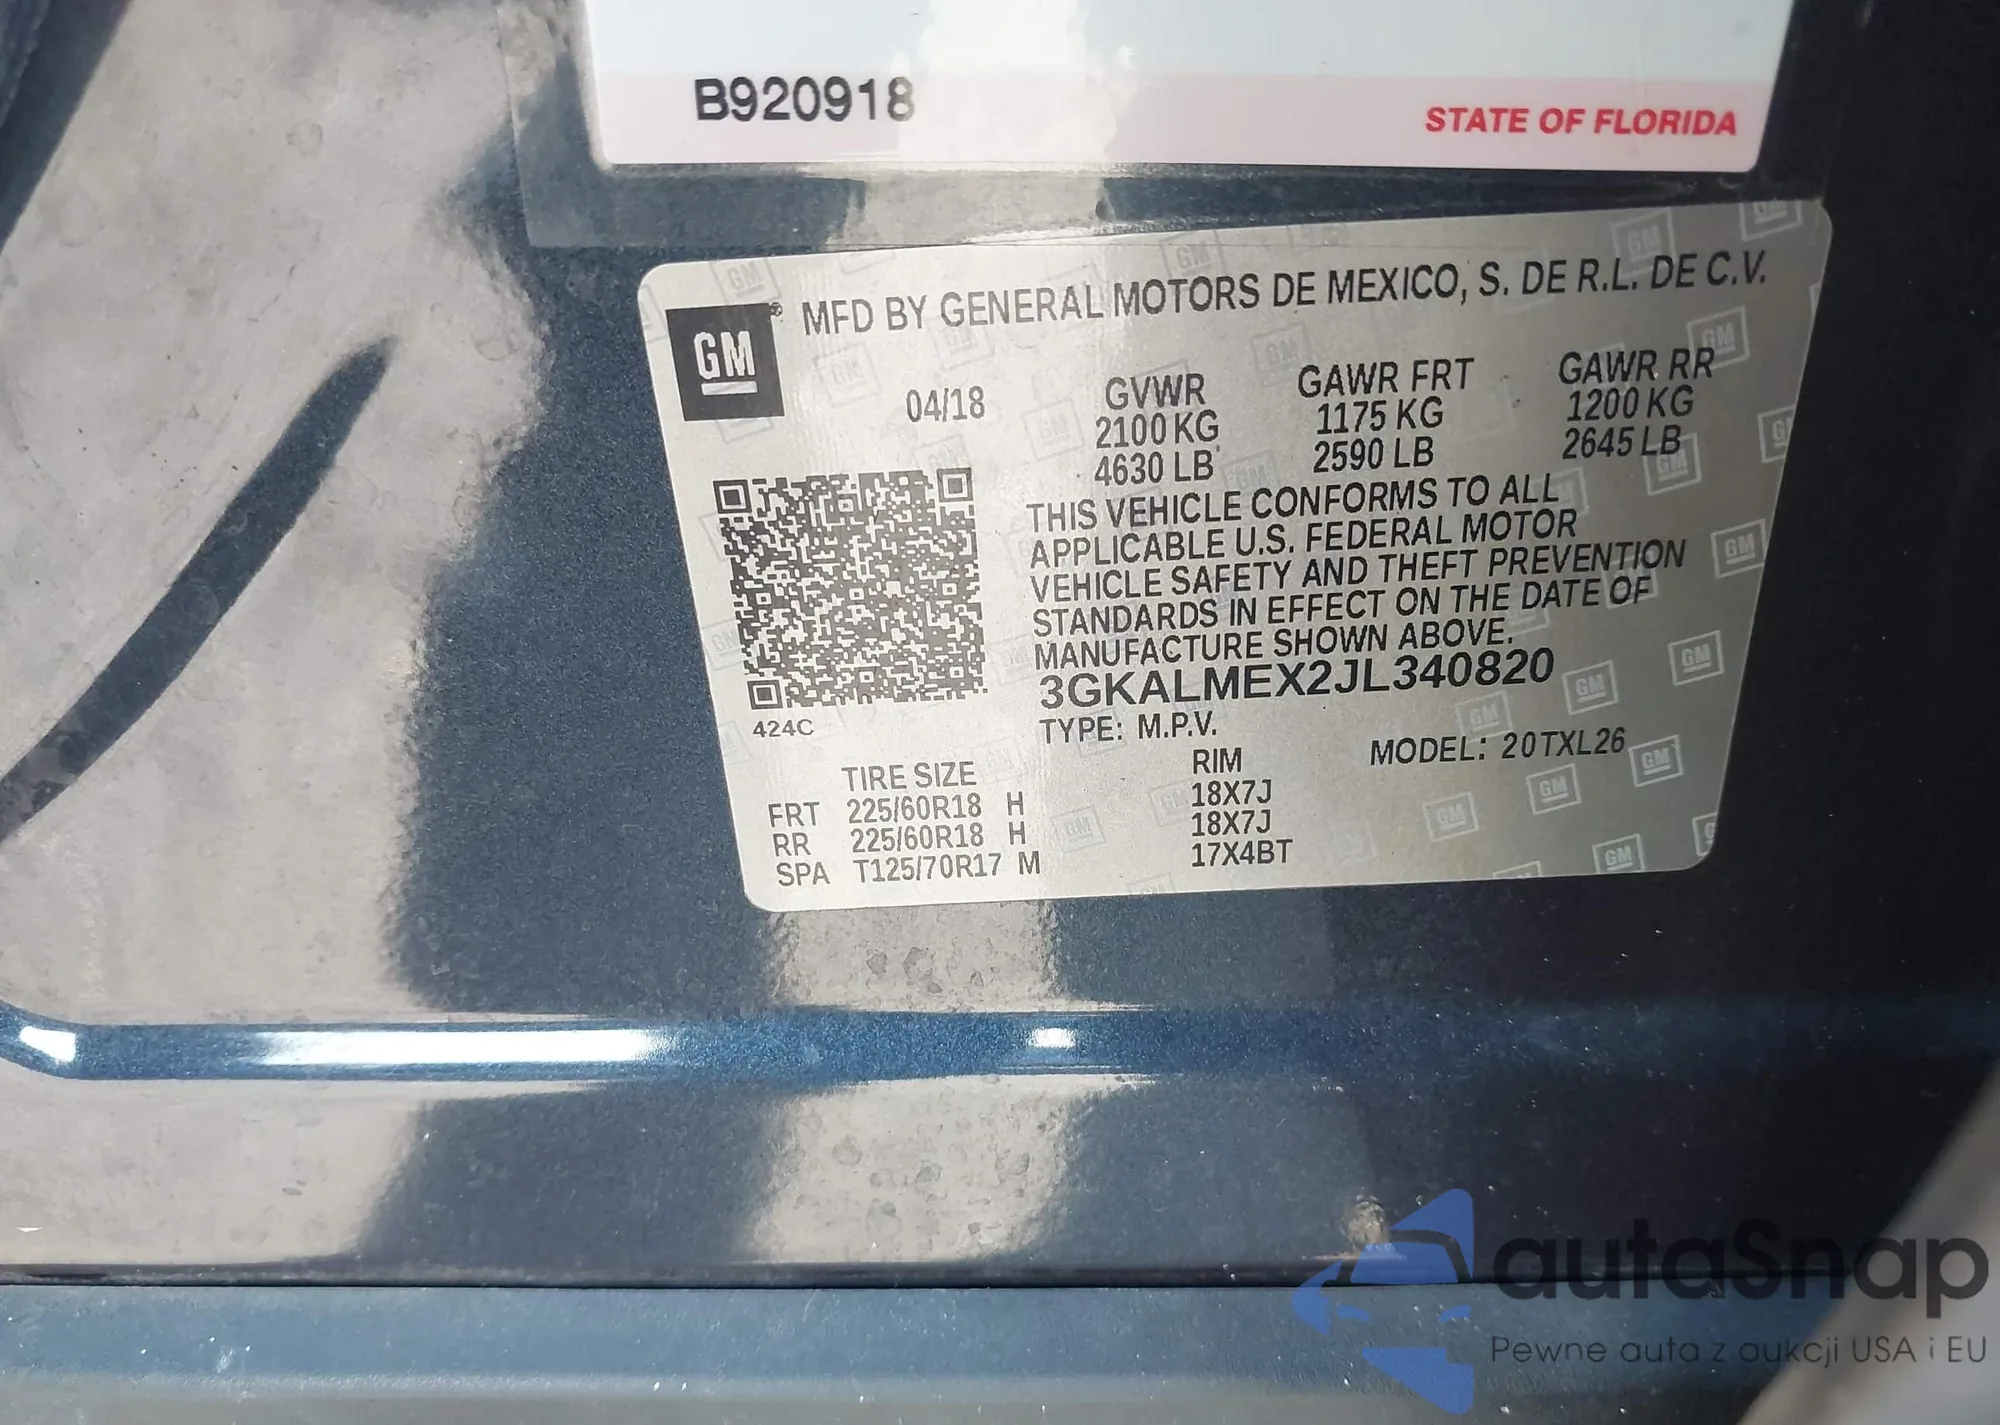 B920918
STATE OF FLORIDA
GM® MFD BY GENERAL MOTORS DE MEXICO, S. DE R.L. DE C.V.
04/18 GVWR GAWR FRT GAWR RR
2100 KG 1175 KG 1200 KG
4630 LB 2590 LB 2645 LB
THIS VEHICLE CONFORMS TO ALL
APPLICABLE U.S. FEDERAL MOTOR
VEHICLE SAFETY AND THEFT PREVENTION
STANDARDS IN EFFECT ON THE DATE OF
MANUFACTURE SHOWN ABOVE.
3GKALMEX2JL340820
424C
TYPE: M.P.V.
MODEL: 20TXL26
TIRE SIZE RIM
FRT 225/60R18 H 18X7J
RR 225/60R18 H 18X7J
SPA T125/70R17 M 17X4BT
autaSnap
Pewne auta z aukcji USA i EU